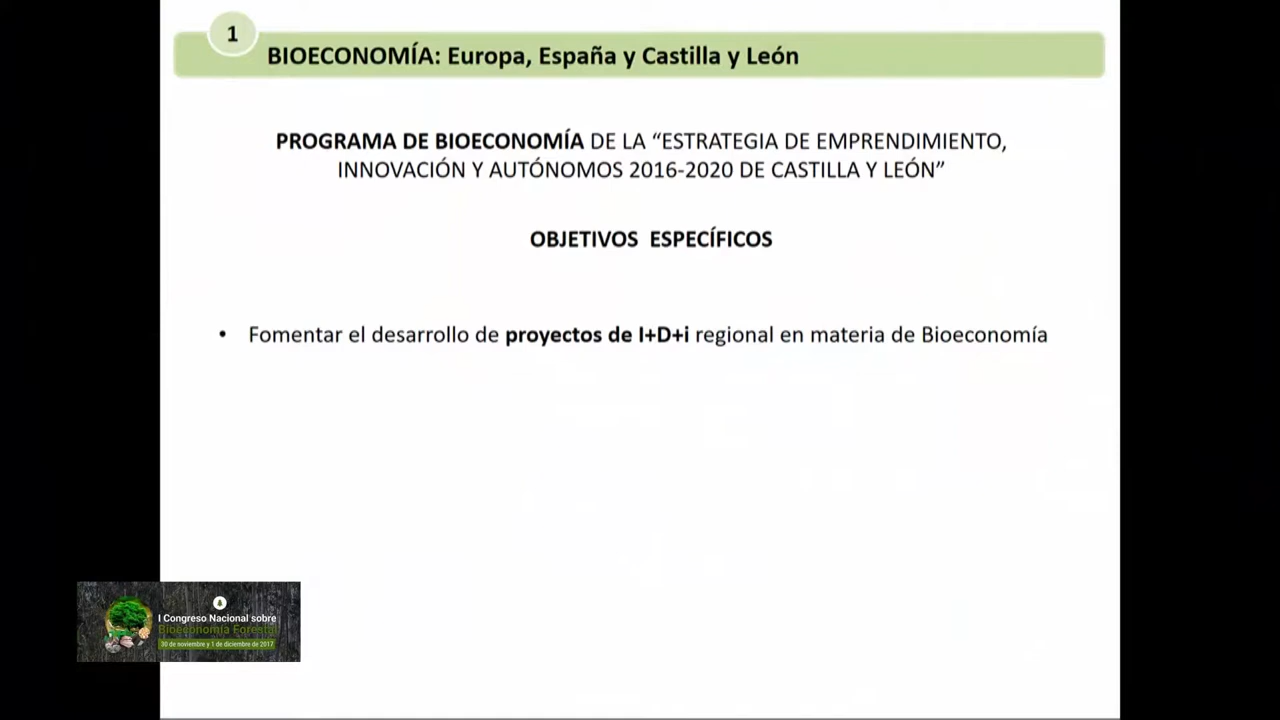 1
BIOECONOMÍA: Europa, España y Castilla y León
PROGRAMA DE BIOECONOMÍA DE LA “ESTRATEGIA DE EMPRENDIMIENTO,
INNOVACIÓN Y AUTÓNOMOS 2016-2020 DE CASTILLA Y LEÓN”
OBJETIVOS ESPECÍFICOS
• Fomentar el desarrollo de proyectos de I+D+i regional en materia de Bioeconomía
I Congreso Nacional sobre
Bioeconomía Forestal
30 de noviembre y 1 de diciembre de 2017